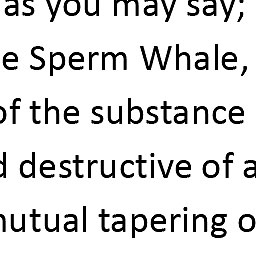 as you may say;
e Sperm Whale,
of the substance
d destructive of a
mutual tapering o